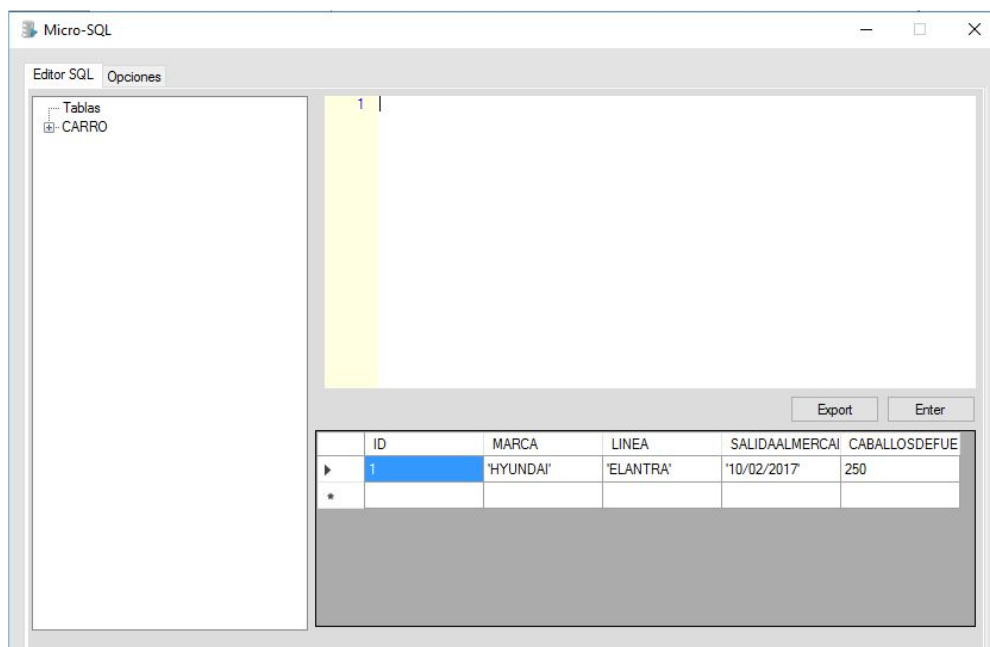 Micro-SQL
Editor SQL Opciones
Tablas
CARRO
1
Export Enter
ID MARCA LINEA SALIDAALMERCAI CABALLOSDEFUE
1 'HYUNDAI' 'ELANTRA' '10/02/2017' 250